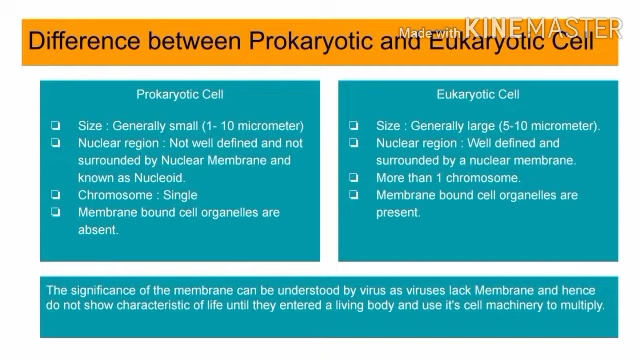 Made with KINEMASTER
Difference between Prokaryotic and Eukaryotic Cell
Prokaryotic Cell
❏ Size : Generally small (1- 10 micrometer)
❏ Nuclear region : Not well defined and not
surrounded by Nuclear Membrane and
known as Nucleoid.
❏ Chromosome : Single
❏ Membrane bound cell organelles are
absent.
Eukaryotic Cell
❏ Size : Generally large (5-10 micrometer).
❏ Nuclear region : Well defined and
surrounded by a nuclear membrane.
❏ More than 1 chromosome.
❏ Membrane bound cell organelles are
present.
The significance of the membrane can be understood by virus as viruses lack Membrane and hence
do not show characteristic of life until they entered a living body and use it's cell machinery to multiply.